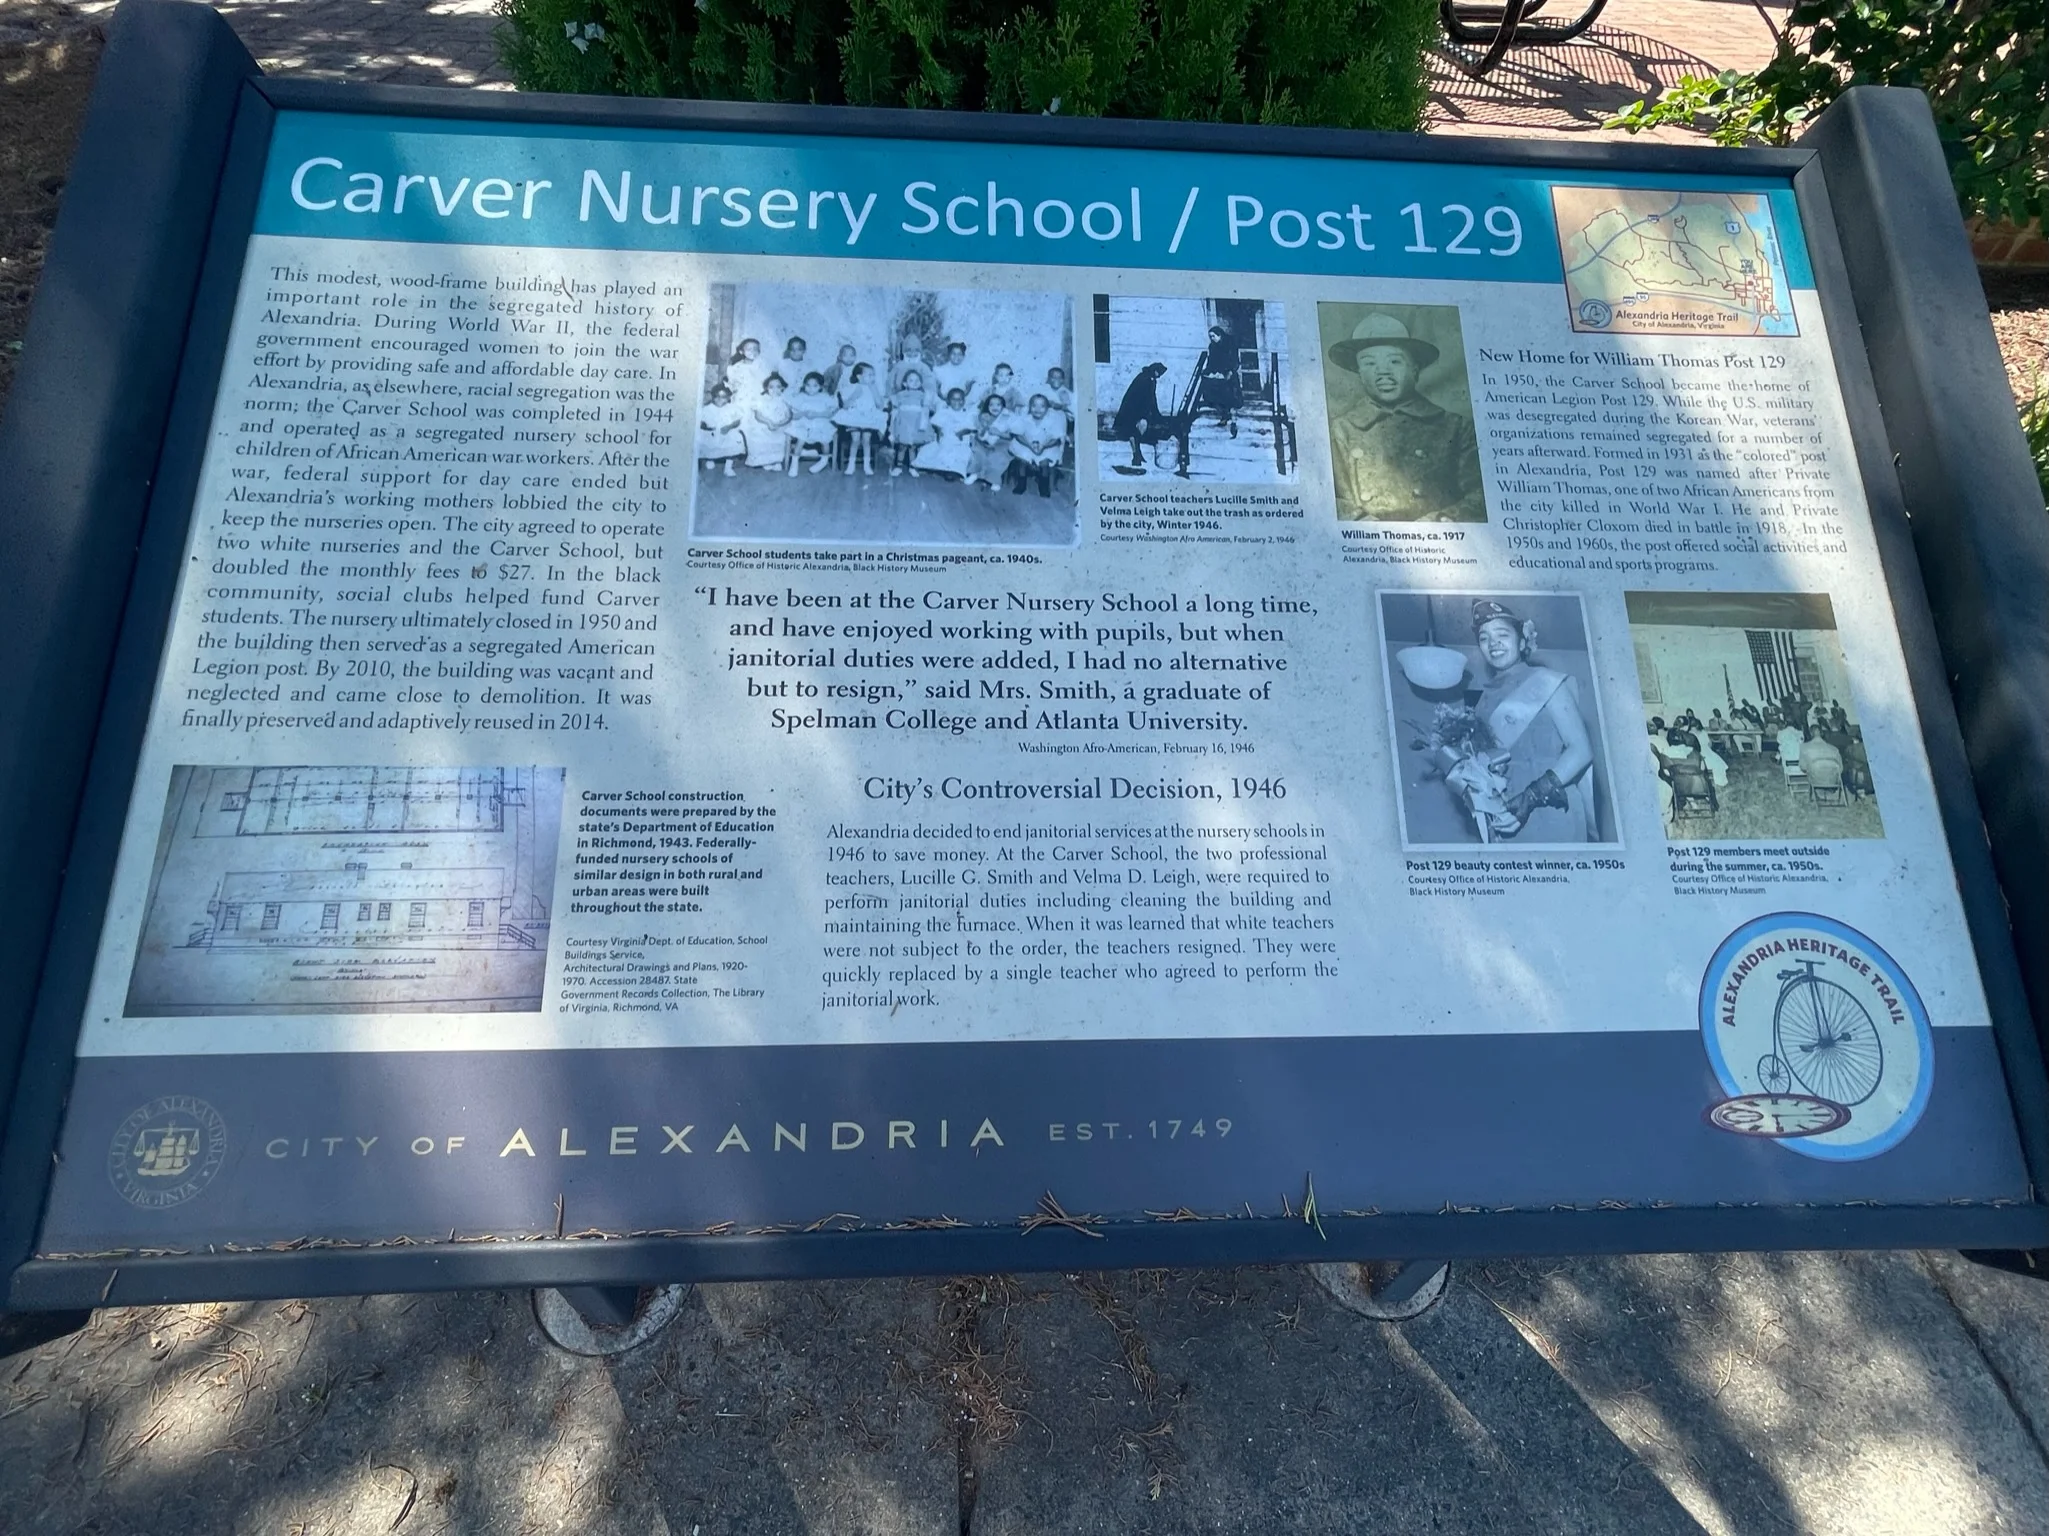 Carver Nursery School / Post 129
This modest, wood-frame building has played an
important role in the segregated history of
Alexandria. During World War II, the federal
government encouraged women to join the war
effort by providing safe and affordable day care. In
Alexandria, as elsewhere, racial segregation was the
norm; the Carver School was completed in 1944
and operated as a segregated nursery school for
children of African American war workers. After the
war, federal support for day care ended but
Alexandria's working mothers lobbied the city to
keep the nurseries open. The city agreed to operate
two white nurseries and the Carver School, but
doubled the monthly fees to $27. In the black
community, social clubs helped fund Carver
students. The nursery ultimately closed in 1950 and
the building then served as a segregated American
Legion post. By 2010, the building was vacant and
neglected and came close to demolition. It was
finally preserved and adaptively reused in 2014.
Carver School construction
documents were prepared by the
state's Department of Education
in Richmond, 1943. Federally-
funded nursery schools of
similar design in both rural and
urban areas were built
throughout the state.
Courtesy Virginia Dept. of Education, School
Buildings Service,
Architectural Drawings and Plans, 1920-
1970. Accession 28487. State
Government Records Collection, The Library
of Virginia, Richmond, VA
Carver School students take part in a Christmas pageant, ca. 1940s.
Courtesy Office of Historic Alexandria, Black History Museum
Carver School teachers Lucille Smith and
Velma Leigh take out the trash as ordered
by the city, Winter 1946.
Courtesy Washington Afro American, February 2, 1946
"I have been at the Carver Nursery School a long time,
and have enjoyed working with pupils, but when
janitorial duties were added, I had no alternative
but to resign," said Mrs. Smith, a graduate of
Spelman College and Atlanta University.
Washington Afro-American, February 16, 1946
City's Controversial Decision, 1946
Alexandria decided to end janitorial services at the nursery schools in
1946 to save money. At the Carver School, the two professional
teachers, Lucille G. Smith and Velma D. Leigh, were required to
perform janitorial duties including cleaning the building and
maintaining the furnace. When it was learned that white teachers
were not subject to the order, the teachers resigned. They were
quickly replaced by a single teacher who agreed to perform the
janitorial work.
William Thomas, ca. 1917
Courtesy Office of Historic
Alexandria, Black History Museum
Alexandria Heritage Trail
City of Alexandria, Virginia
New Home for William Thomas Post 129
In 1950, the Carver School became the home of
American Legion Post 129. While the U.S. military
was desegregated during the Korean War, veterans'
organizations remained segregated for a number of
years afterward. Formed in 1931 as the "colored" post
in Alexandria, Post 129 was named after Private
William Thomas, one of two African Americans from
the city killed in World War I. He and Private
Christopher Cloxom died in battle in 1918. In the
1950s and 1960s, the post offered social activities and
educational and sports programs.
Post 129 beauty contest winner, ca. 1950s
Courtesy Office of Historic Alexandria,
Black History Museum
Post 129 members meet outside
during the summer, ca. 1950s.
Courtesy Office of Historic Alexandria,
Black History Museum
ALEXANDRIA HERITAGE TRAIL
CITY OF ALEXANDRIA VIRGINIA
CITY OF ALEXANDRIA EST. 1749